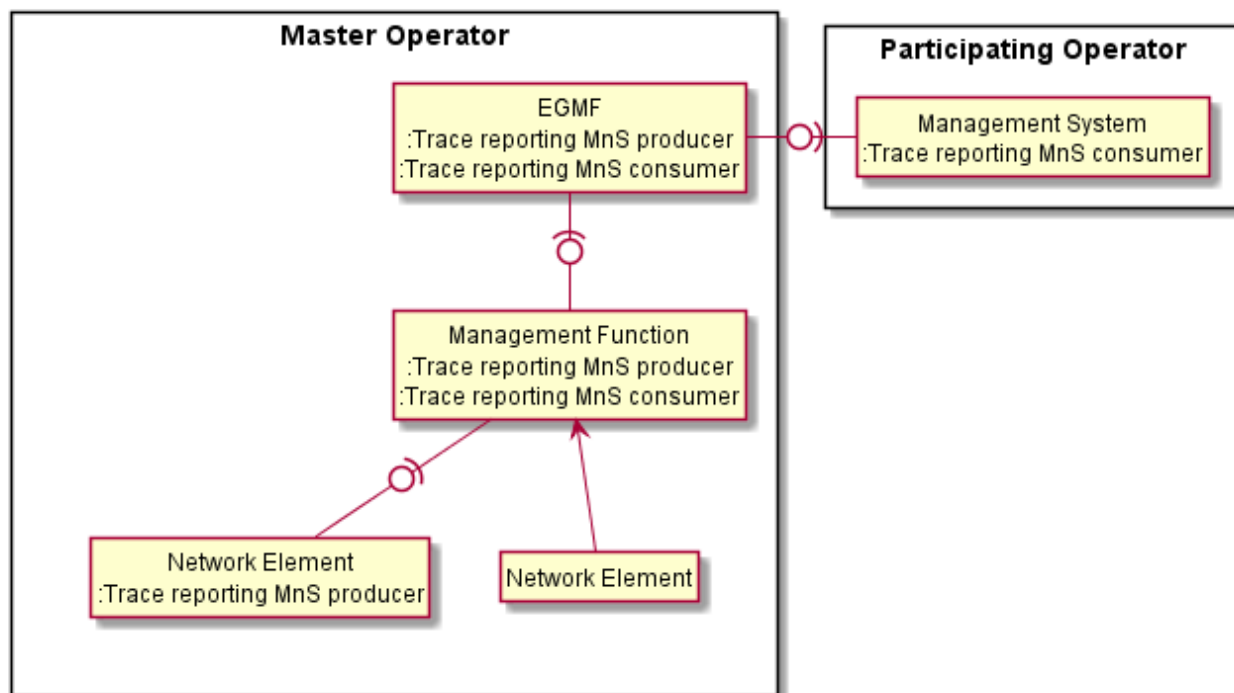 Master Operator
Participating Operator
EGMF
:Trace reporting MnS producer
:Trace reporting MnS consumer
Management System
:Trace reporting MnS consumer
Management Function
:Trace reporting MnS producer
:Trace reporting MnS consumer
Network Element
:Trace reporting MnS producer
Network Element